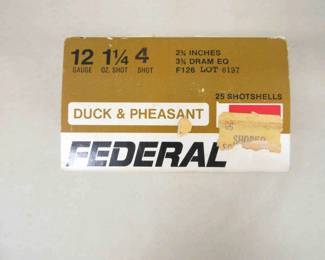 12 1¼ 4 2¾ INCHES
GAUGE OZ. SHOT SHOT 3¾ DRAM EQ
F126 LOT 6197
25 SHOTSHELLS
DUCK & PHEASANT
FEDERAL